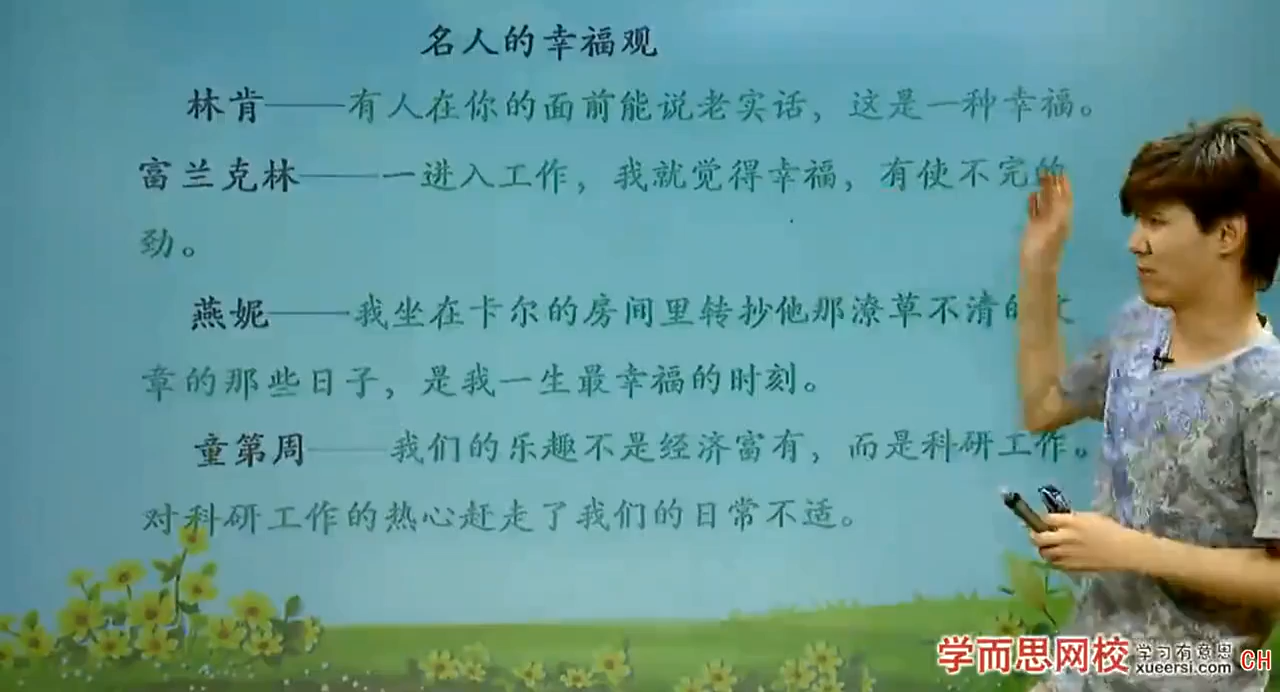 名人的幸福观
林肯——有人在你的面前能说老实话，这是一种幸福。
富兰克林——一进入工作，我就觉得幸福，有使不完的
劲。
燕妮——我坐在卡尔的房间里转抄他那潦草不清的
章的那些日子，是我一生最幸福的时刻。
童第周——我们的乐趣不是经济富有，而是科研工作。
对科研工作的热心赶走了我们的日常不适。
学而思网校
学习有意思
xueersi.com
CH